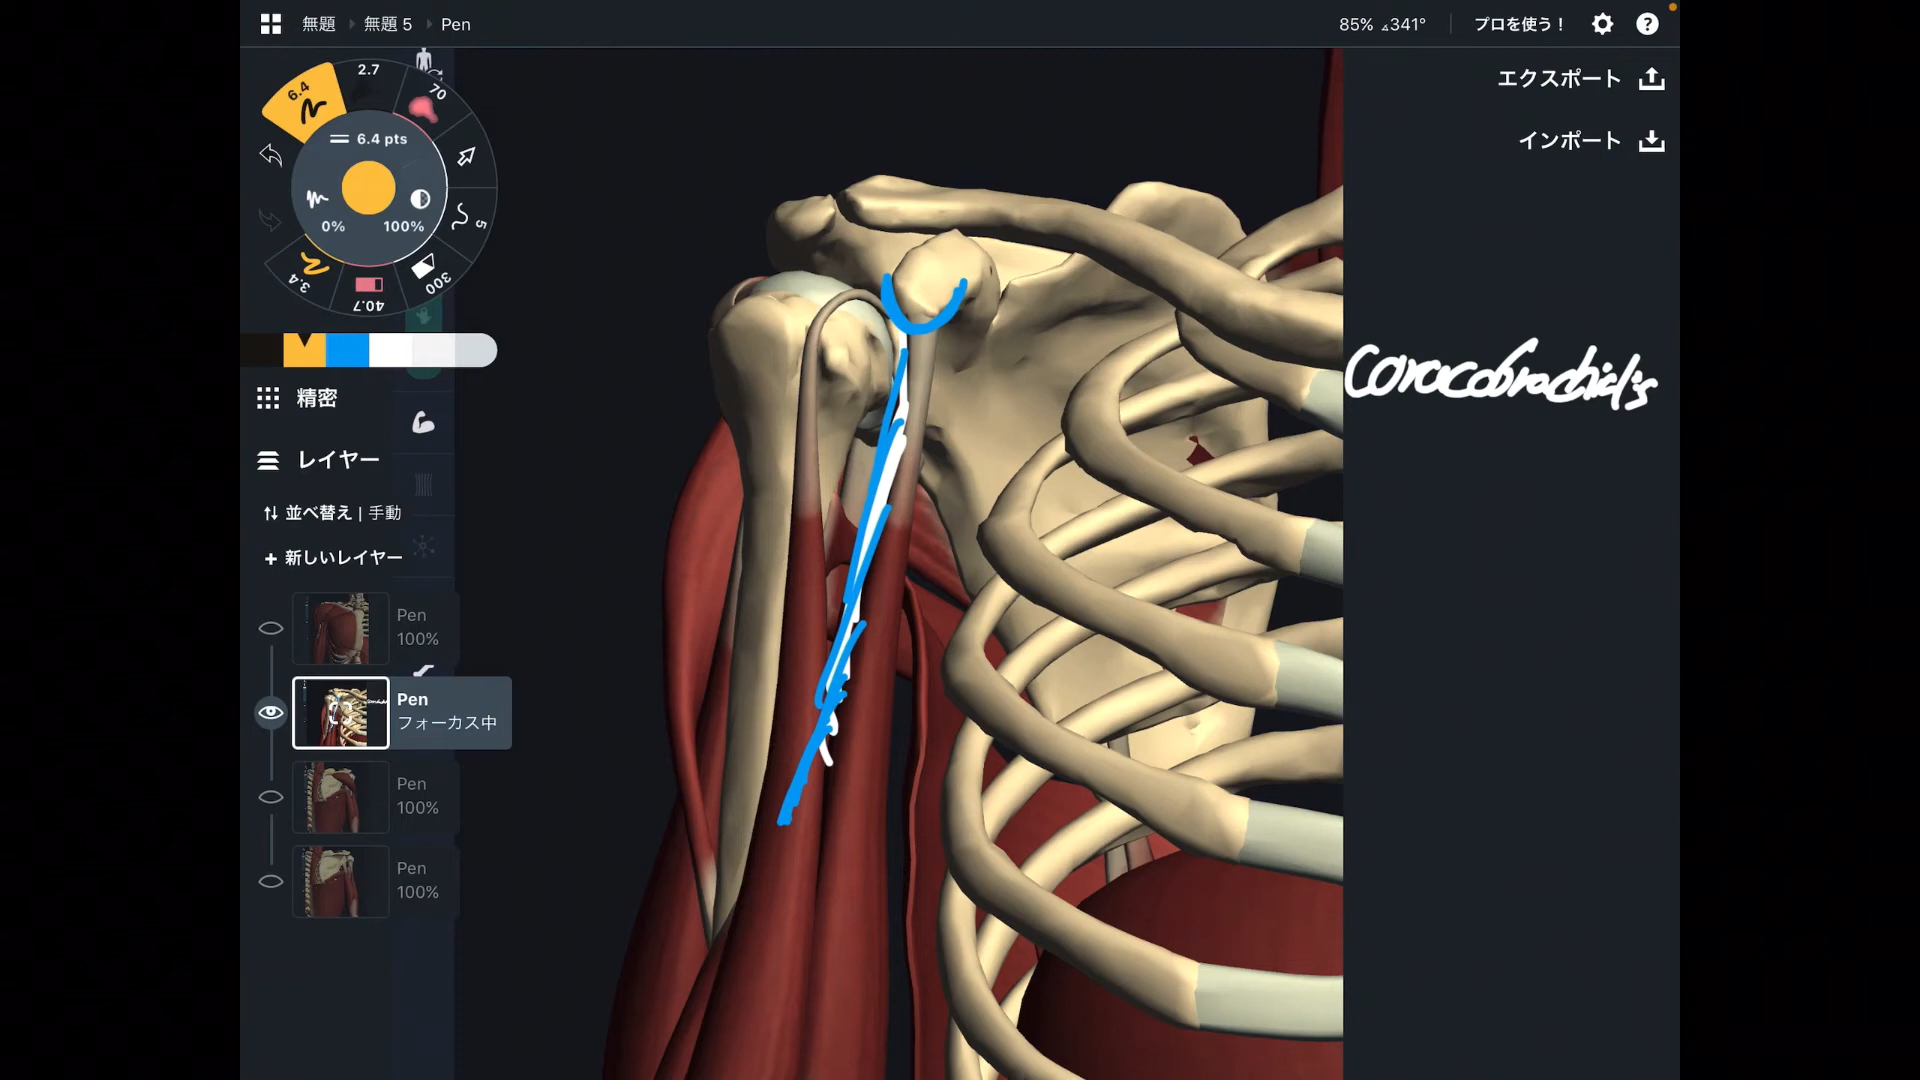 無題 無題 5 Pen
85% ⊿341°
プロを使う！
エクスポート
インポート
6.4
2.7
70
5
300
40.7
3.4
6.4 pts
0%
100%
精密
レイヤー
並べ替え | 手動
+ 新しいレイヤー
Pen
100%
Pen
フォーカス中
Pen
100%
Pen
100%
Coracobrachialis